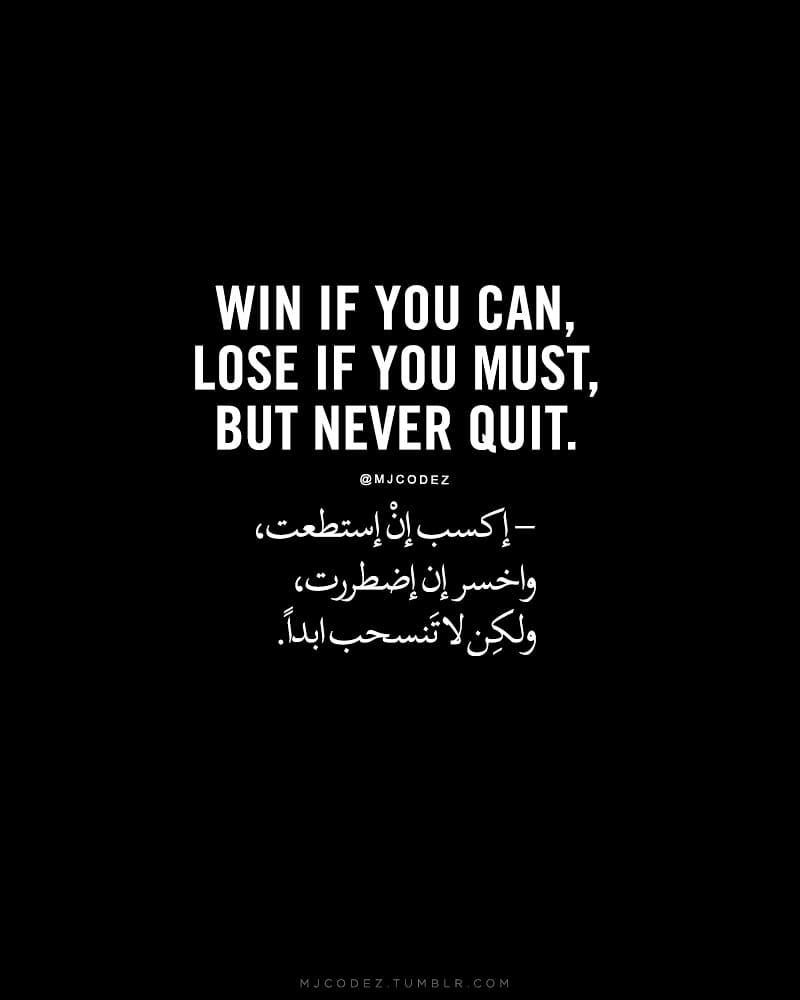 WIN IF YOU CAN,
LOSE IF YOU MUST,
BUT NEVER QUIT.
@MJCODEZ
– إكسب إنْ إستطعت،
واخسر إن إضطررت،
ولكِن لا تَنسحب ابداً.
MJCODEZ.TUMBLR.COM